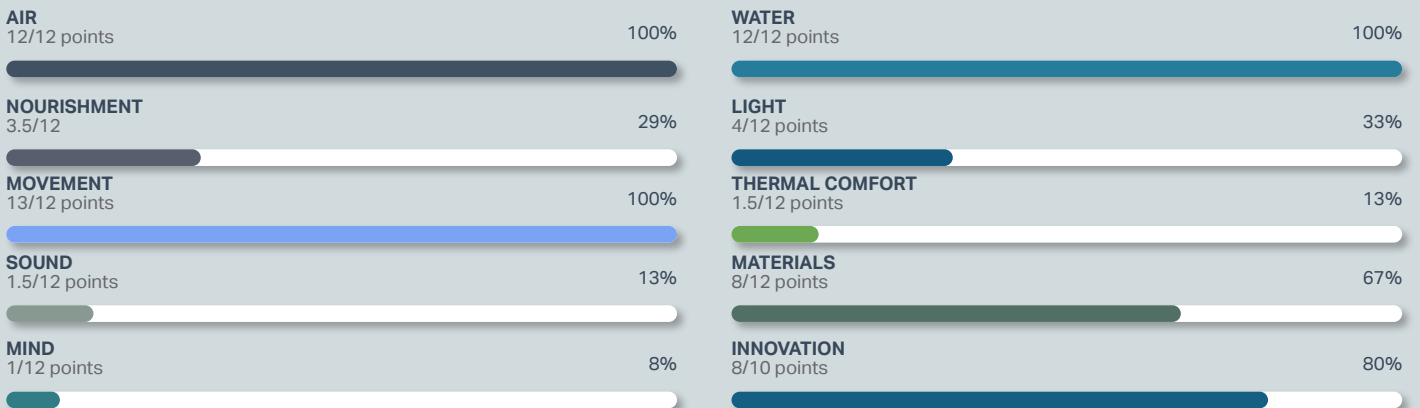 AIR
12/12 points
100%
WATER
12/12 points
100%
NOURISHMENT
3.5/12
29%
LIGHT
4/12 points
33%
MOVEMENT
13/12 points
100%
THERMAL COMFORT
1.5/12 points
13%
SOUND
1.5/12 points
13%
MATERIALS
8/12 points
67%
MIND
1/12 points
8%
INNOVATION
8/10 points
80%